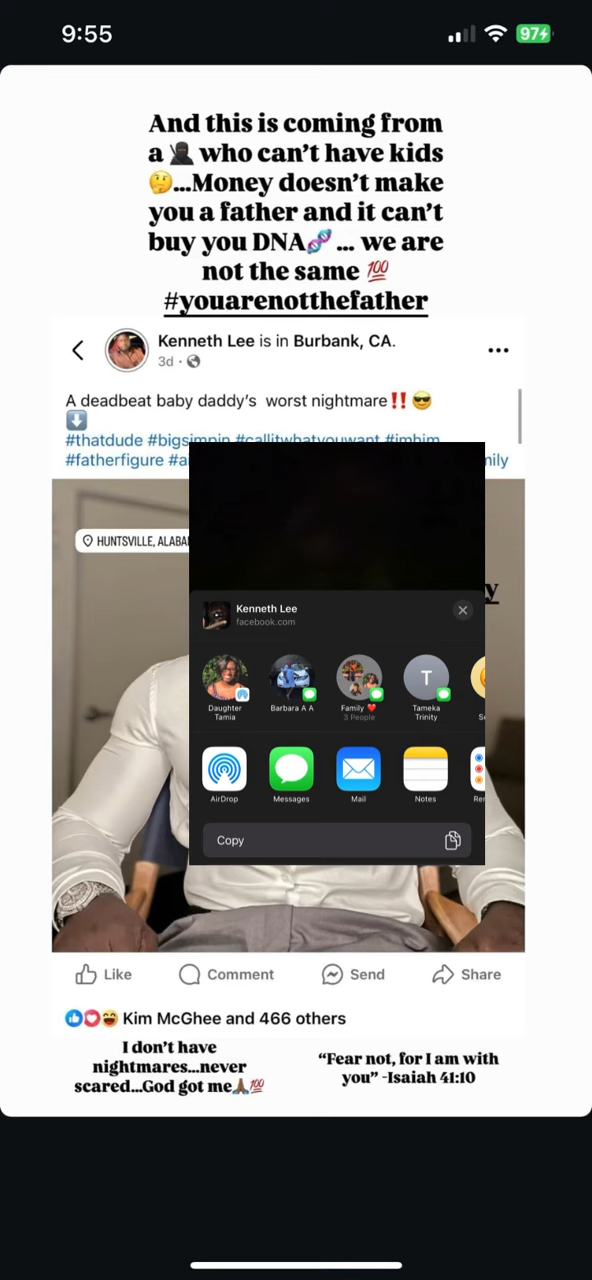 9:55
97
And this is coming from
a 🥷 who can’t have kids
🤔...Money doesn’t make
you a father and it can’t
buy you DNA🧬 ... we are
not the same 💯
#youarenotthefather
Kenneth Lee is in Burbank, CA.
3d
A deadbeat baby daddy’s worst nightmare‼️ 😎
⬇️
#thatdude #bigsimpin #callitwhatyouwant #imhim
#fatherfigure
HUNTSVILLE,
y
Kenneth Lee
facebook.com
Daughter
Tamia
Barbara A A
Family ❤️
3 People
T
Tameka
Trinity
AirDrop
Messages
Mail
Notes
Copy
Like
Comment
Send
Share
Kim McGhee and 466 others
I don’t have
nightmares...never
scared...God got me🙏🏾💯
“Fear not, for I am with
you” -Isaiah 41:10